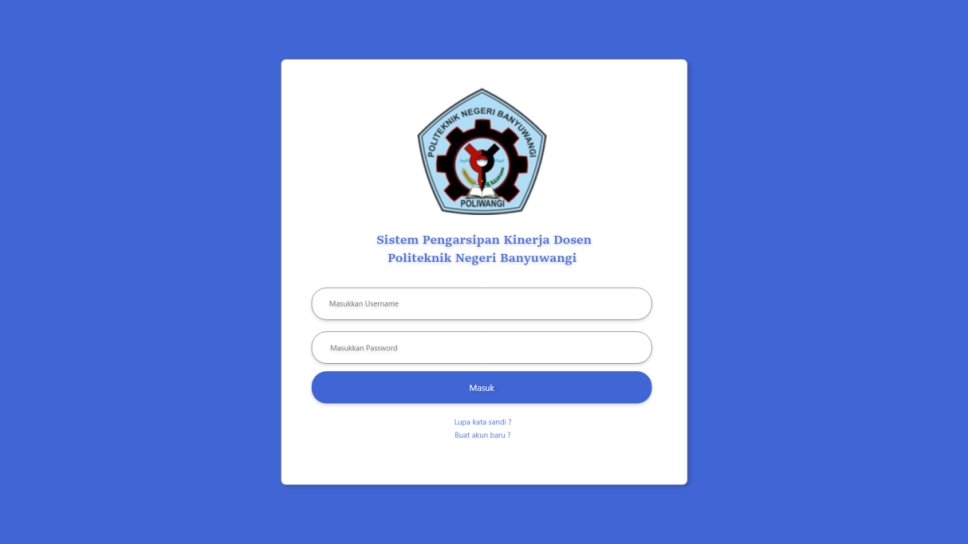 POLITEKNIK NEGERI BANYUWANGI
POLIWANGI
Sistem Pengarsipan Kinerja Dosen
Politeknik Negeri Banyuwangi
Masukkan Username
Masukkan Password
Masuk
Lupa kata sandi ?
Buat akun baru ?